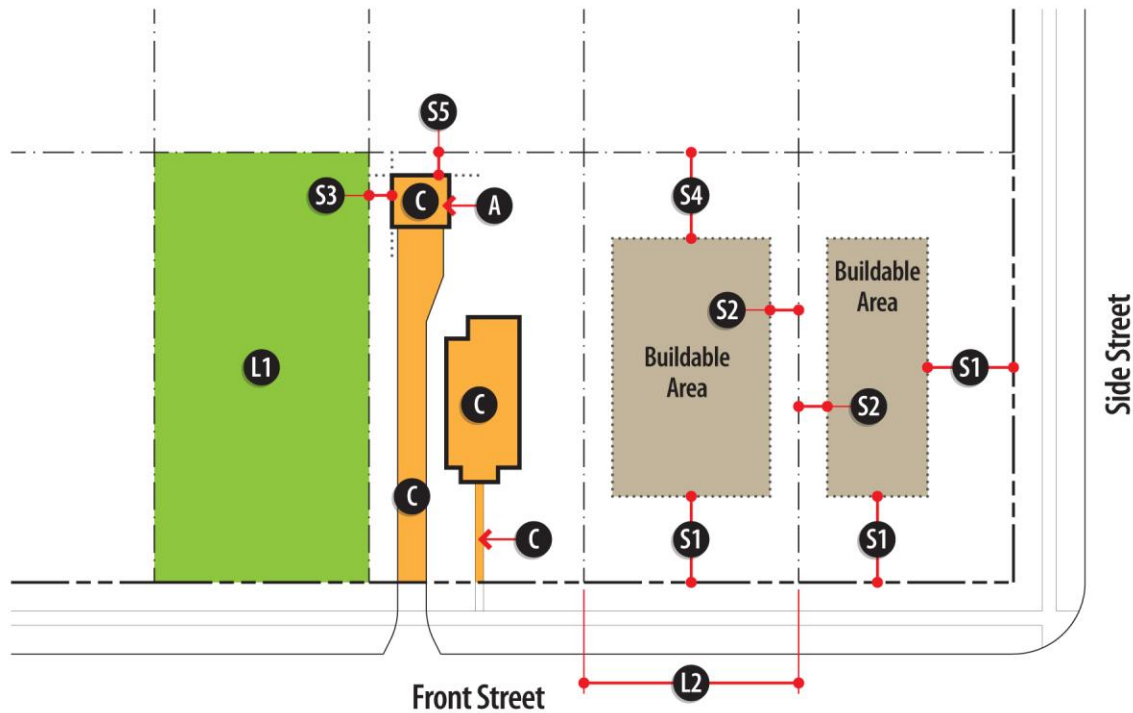 S5
S3
C
A
S4
Buildable
Area
S2
Buildable
Area
L1
S1
C
S2
C
C
S1
S1
L2
Front Street
Side Street